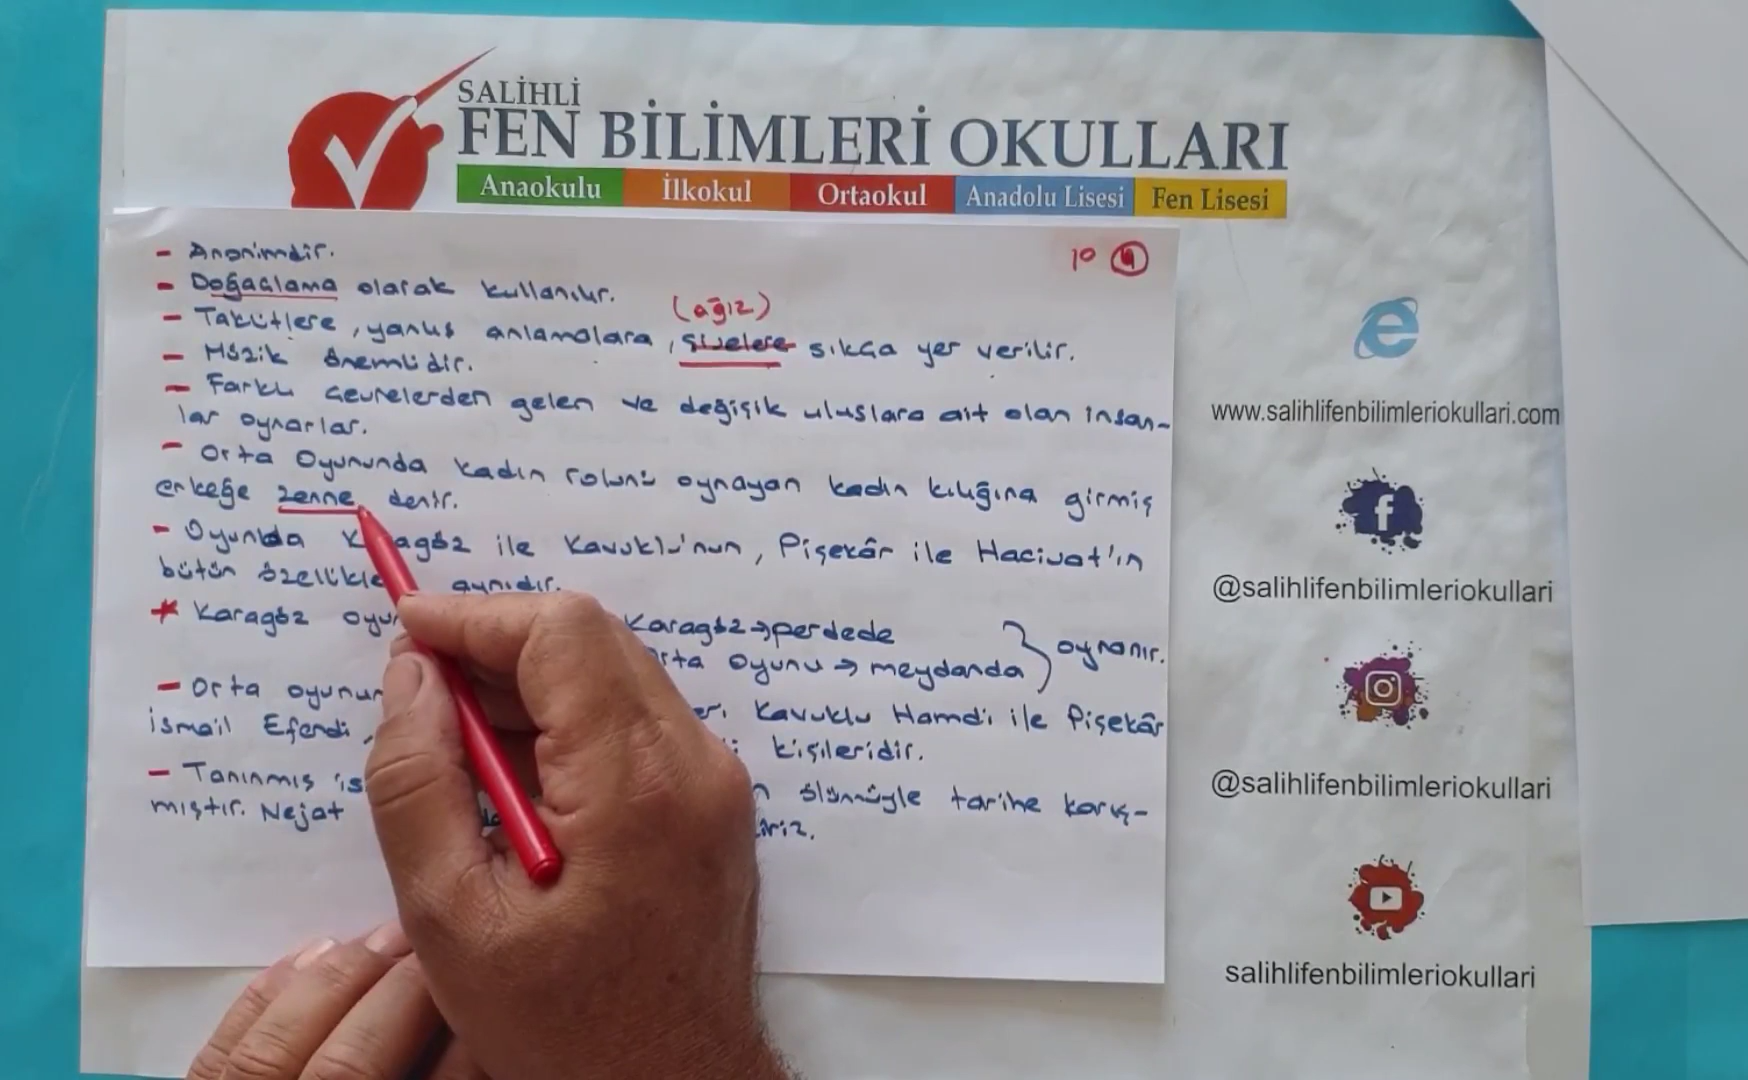 SALİHLİ
FEN BİLİMLERİ OKULLARI
Anaokulu İlkokul Ortaokul Anadolu Lisesi Fen Lisesi
10 4
- Anonimdir.
- Doğaçlama olarak kullanılır.
(ağız)
- Taklitlere, yanlış anlamalara, şivelere sıkça yer verilir.
- Müzik önemlidir.
- Farklı çevrelerden gelen ve değişik uluslara ait olan insan-
lar oynarlar.
- Orta Oyununda kadın rolünü oynayan kadın kılığına girmiş
erkeğe zenne denir.
- Oyunda ile Kavuklu'nun, Pişekâr ile Hacivat'ın
bütün aynıdır.
* Karagöz Karagöz → perdede
oyunu → meydanda } oynanır.
- Orta Kavuklu Hamdi ile Pişekâr
İsmail Efendi, kişileridir.
- Tanınmış ölümüyle tarihe karış-
mıştır. Nejat
www.salihlifenbilimleriokullari.com
@salihlifenbilimleriokullari
@salihlifenbilimleriokullari
salihlifenbilimleriokullari